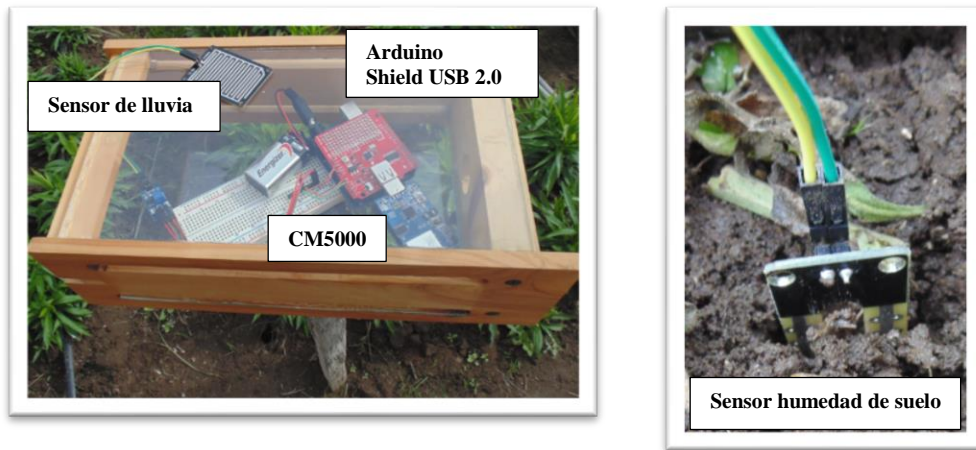 Arduino
Shield USB 2.0
Sensor de lluvia
Energizer
CM5000
Sensor humedad de suelo